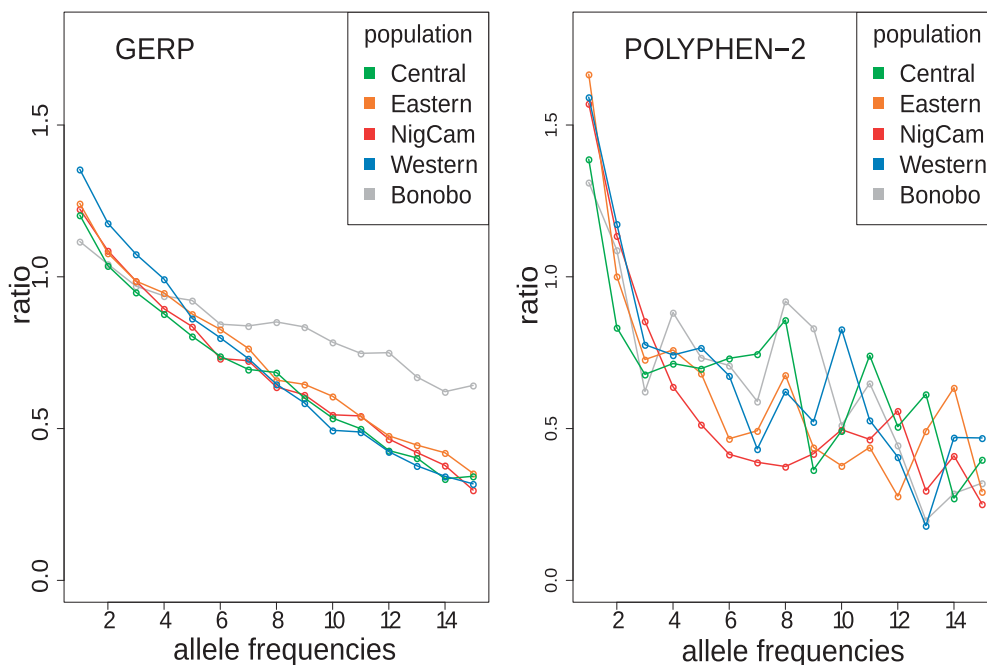 GERP
population
Central
Eastern
NigCam
Western
Bonobo
ratio
0.0
0.5
1.0
1.5
2 4 6 8 10 12 14
allele frequencies
POLYPHEN−2
population
Central
Eastern
NigCam
Western
Bonobo
ratio
0.0
0.5
1.0
1.5
2 4 6 8 10 12 14
allele frequencies